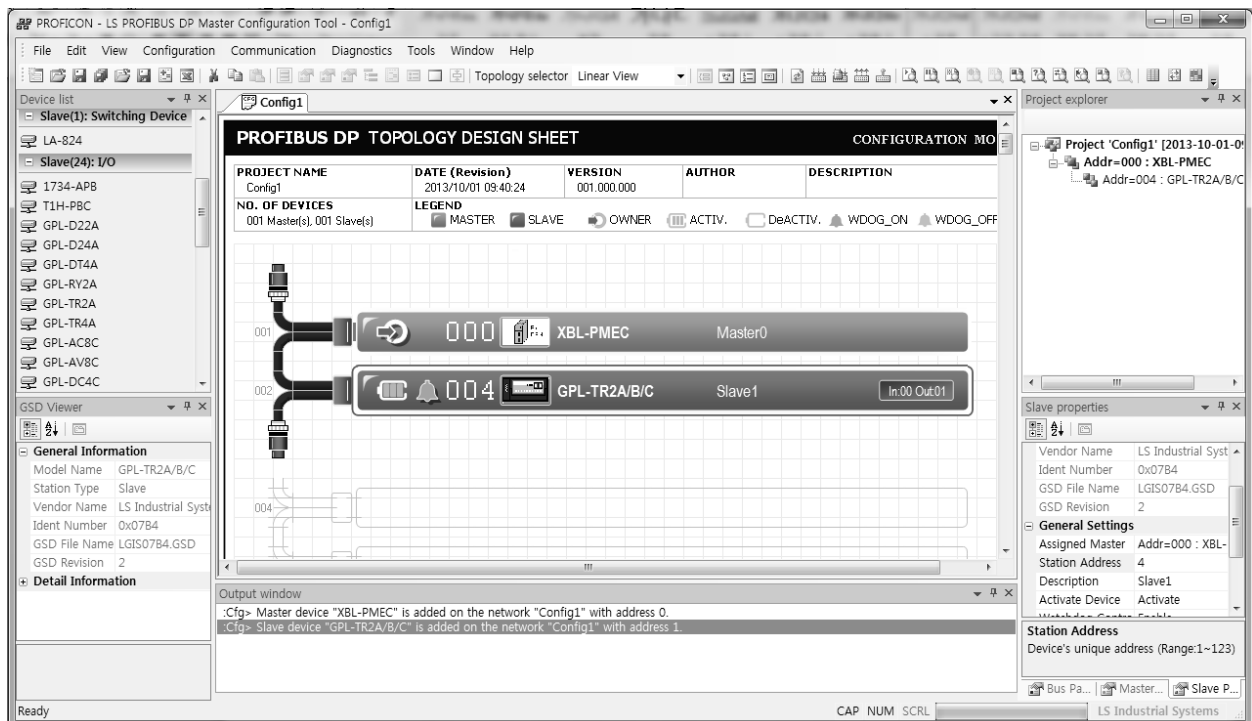 PROFICON - LS PROFIBUS DP Master Configuration Tool - Config1
File Edit View Configuration Communication Diagnostics Tools Window Help
Topology selector Linear View
Device list
Slave(1): Switching Device
LA-824
Slave(24): I/O
1734-APB
T1H-PBC
GPL-D22A
GPL-D24A
GPL-DT4A
GPL-RY2A
GPL-TR2A
GPL-TR4A
GPL-AC8C
GPL-AV8C
GPL-DC4C
GSD Viewer
General Information
Model Name GPL-TR2A/B/C
Station Type Slave
Vendor Name LS Industrial Syst
Ident Number 0x07B4
GSD File Name LGIS07B4.GSD
GSD Revision 2
Detail Information
Config1
PROFIBUS DP TOPOLOGY DESIGN SHEET
CONFIGURATION MO
PROJECT NAME
Config1
DATE (Revision)
2013/10/01 09:40:24
VERSION
001.000.000
AUTHOR
DESCRIPTION
NO. OF DEVICES
001 Master(s), 001 Slave(s)
LEGEND
MASTER SLAVE OWNER ACTIV. DeACTIV. WDOG_ON WDOG_OFF
001 000 XBL-PMEC Master0
002 004 GPL-TR2A/B/C Slave1 In:00 Out:01
004
Output window
:Cfg> Master device "XBL-PMEC" is added on the network "Config1" with address 0.
:Cfg> Slave device "GPL-TR2A/B/C" is added on the network "Config1" with address 1.
Project explorer
Project 'Config1' [2013-10-01-0
Addr=000 : XBL-PMEC
Addr=004 : GPL-TR2A/B/C
Slave properties
Vendor Name LS Industrial Syst
Ident Number 0x07B4
GSD File Name LGIS07B4.GSD
GSD Revision 2
General Settings
Assigned Master Addr=000 : XBL-
Station Address 4
Description Slave1
Activate Device Activate
Station Address
Device's unique address (Range:1~123)
Bus Pa... Master... Slave P...
Ready
CAP NUM SCRL
LS Industrial Systems